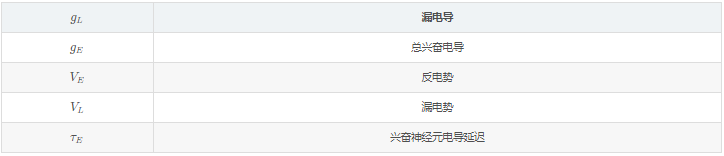 g_L 漏电导
g_E 总兴奋电导
V_E 反电势
V_L 漏电势
τ_E 兴奋神经元电导延迟